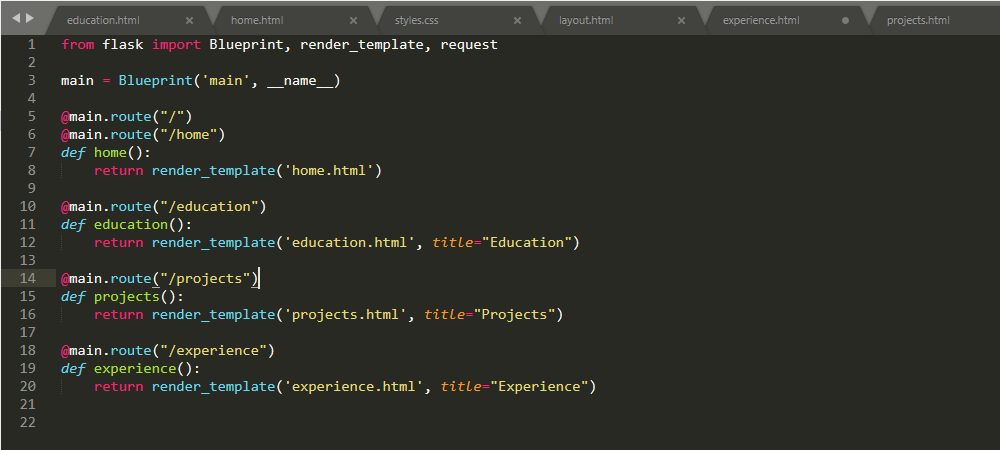 education.html × home.html × styles.css × layout.html × experience.html ● projects.html
1 from flask import Blueprint, render_template, request
2
3 main = Blueprint('main', __name__)
4
5 @main.route("/")
6 @main.route("/home")
7 def home():
8     return render_template('home.html')
9
10 @main.route("/education")
11 def education():
12     return render_template('education.html', title="Education")
13
14 @main.route("/projects")
15 def projects():
16     return render_template('projects.html', title="Projects")
17
18 @main.route("/experience")
19 def experience():
20     return render_template('experience.html', title="Experience")
21
22